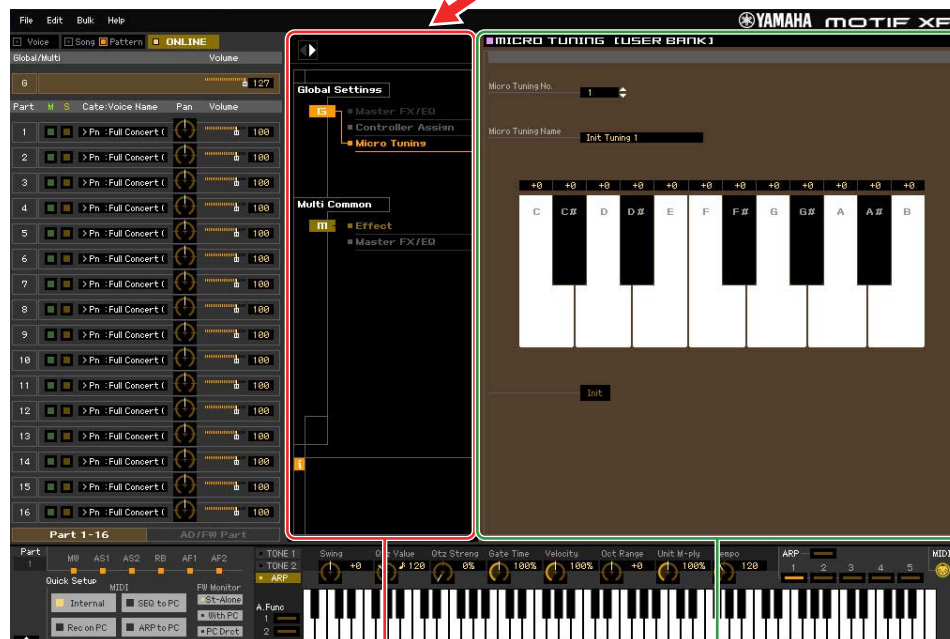 File Edit Bulk Help
YAMAHA MOTIF XF
Voice Song Pattern ONLINE
Global/Multi Volume
G 127
Part M S Cate:Voice Name Pan Volume
1 >Pn :Full Concert ( 100
2 >Pn :Full Concert ( 100
3 >Pn :Full Concert ( 100
4 >Pn :Full Concert ( 100
5 >Pn :Full Concert ( 100
6 >Pn :Full Concert ( 100
7 >Pn :Full Concert ( 100
8 >Pn :Full Concert ( 100
9 >Pn :Full Concert ( 100
10 >Pn :Full Concert ( 100
11 >Pn :Full Concert ( 100
12 >Pn :Full Concert ( 100
13 >Pn :Full Concert ( 100
14 >Pn :Full Concert ( 100
15 >Pn :Full Concert ( 100
16 >Pn :Full Concert ( 100
Part 1-16 AD/FW Part
Global Settings
G Master FX/EQ
Controller Assign
Micro Tuning
Multi Common
m Effect
Master FX/EQ
i
MICRO TUNING (USER BANK)
Micro Tuning No. 1
Micro Tuning Name Init Tuning 1
+0 +0 +0 +0 +0 +0 +0 +0 +0 +0 +0 +0
C C# D D# E F F# G G# A A# B
Init
Part
1
MW AS1 AS2 RB AF1 AF2
Quick Setup
MIDI FW Monitor
Internal SEQ to PC St-Alone
With PC
Rec on PC ARP to PC PC Drct
TONE 1
TONE 2
ARP
A.Func
1
2
Swing Qtz Value Qtz Streng Gate Time Velocity Oct Range Unit M-ply Tempo
+0 120 0% 100% 100% +0 100% 120
ARP
1 2 3 4 5
MIDI